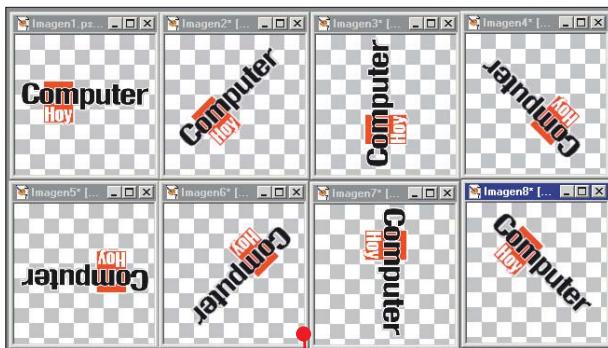 Imagen1.ps...
Imagen2* [...
Imagen3* [...
Imagen4* [...
Computer
Hoy
Computer
Hoy
Computer
Hoy
Computer
Hoy
Imagen5* [...
Imagen6* [...
Imagen7* [...
Imagen8* [...
Computer
Hoy
Computer
Hoy
Computer
Hoy
Computer
Hoy